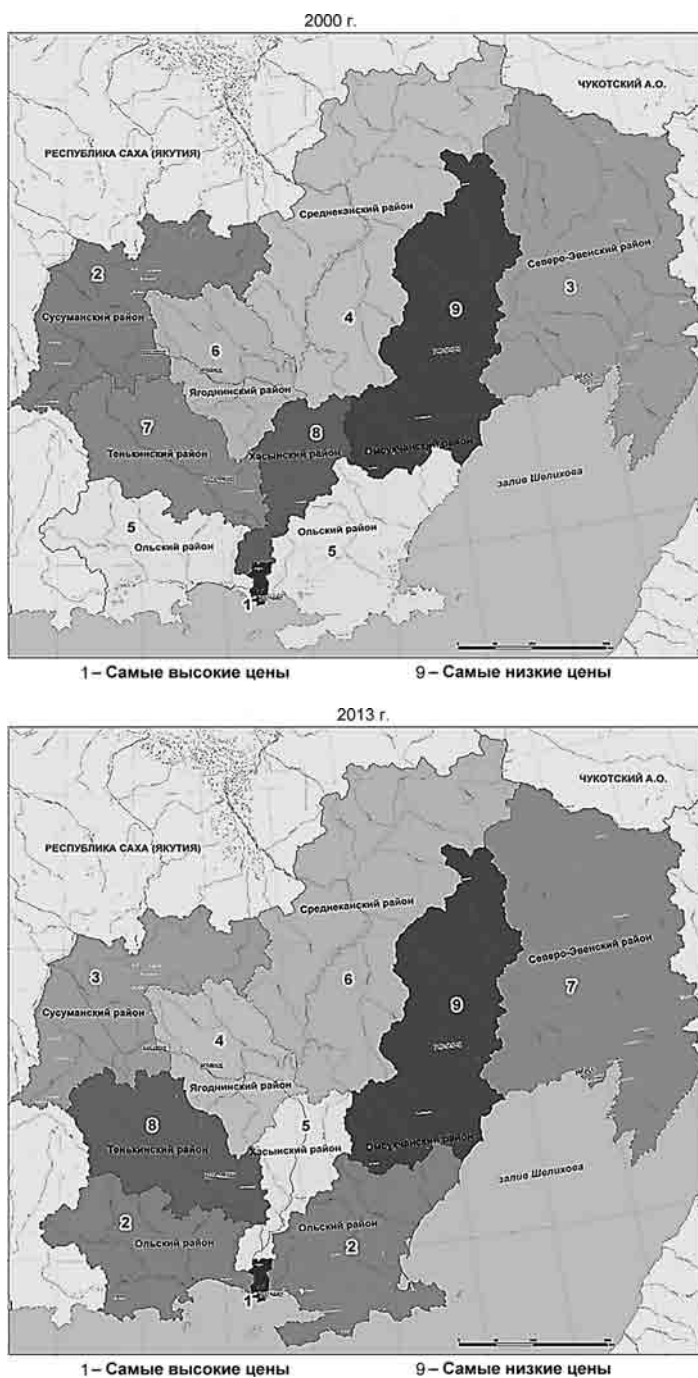 2000 г.
ЧУКОТСКИЙ А.О.
РЕСПУБЛИКА САХА (ЯКУТИЯ)
Среднеканский район
Северо-Эвенский район
2
3
Сусуманский район
4
9
6
Ягоднинский район
7
8
Тенькинский район
Хасынский район
Омсукчанский район
залив Шелихова
5
Ольский район
Ольский район
5
1
1 – Самые высокие цены
9 – Самые низкие цены
2013 г.
ЧУКОТСКИЙ А.О.
РЕСПУБЛИКА САХА (ЯКУТИЯ)
Среднеканский район
Северо-Эвенский район
3
6
7
Сусуманский район
9
4
Ягоднинский район
8
5
Тенькинский район
Хасынский район
Омсукчанский район
залив Шелихова
2
Ольский район
Ольский район
2
1
1 – Самые высокие цены
9 – Самые низкие цены